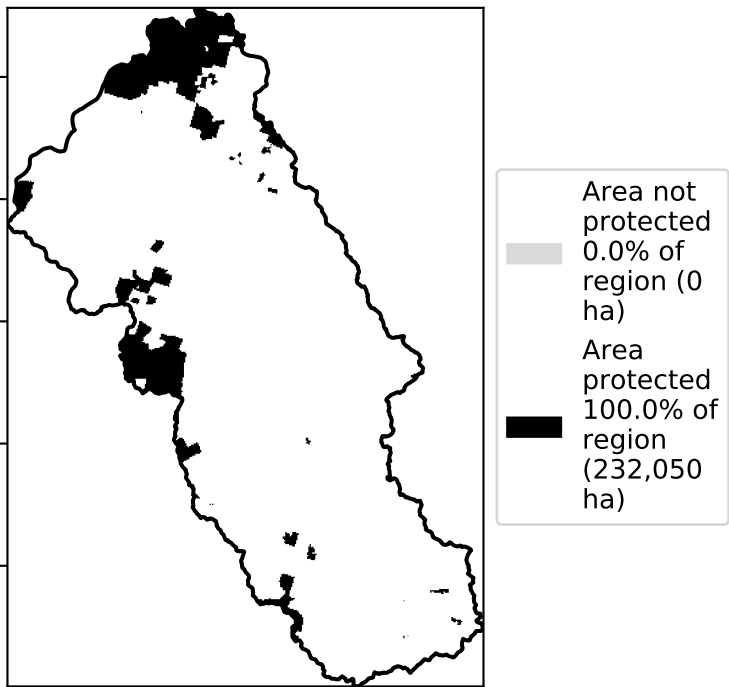 Area not
protected
0.0% of
region (0
ha)
Area
protected
100.0% of
region
(232,050
ha)